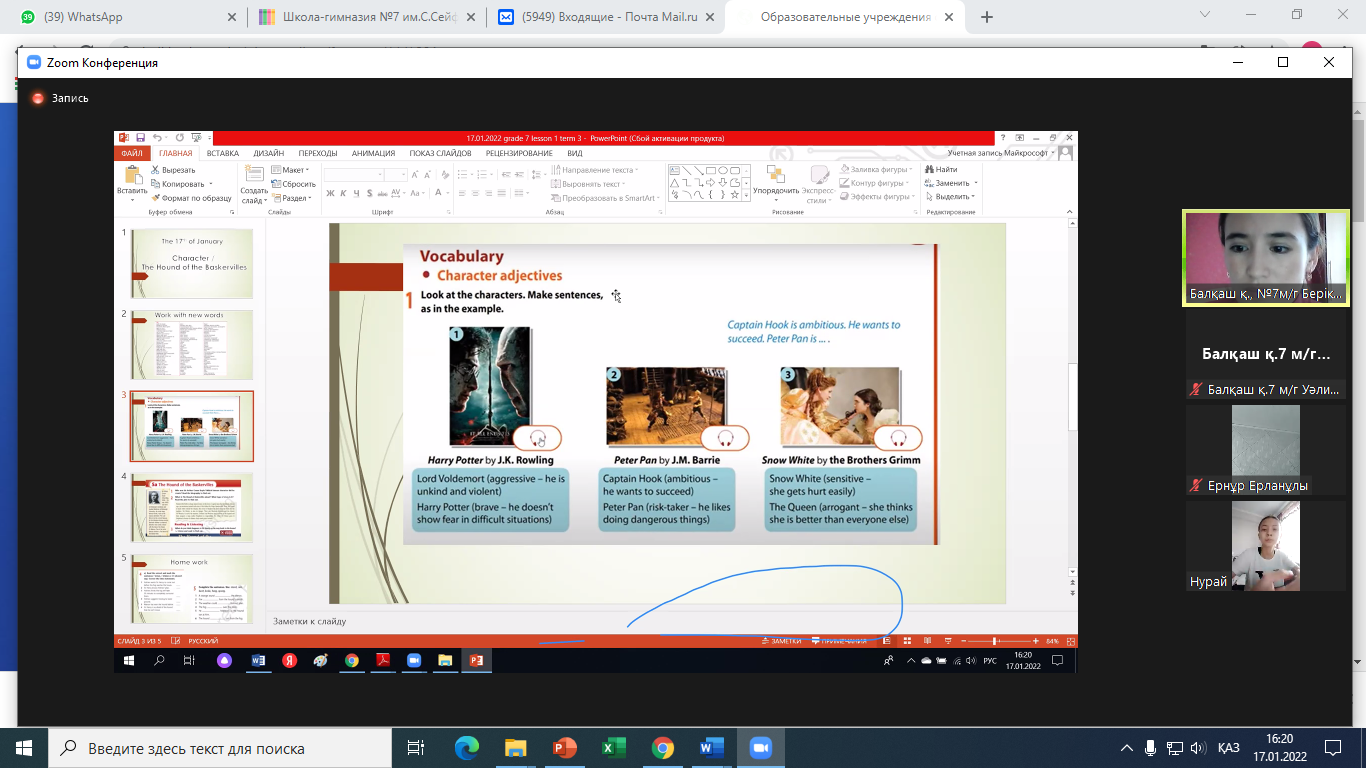 (39) WhatsApp
Школа-гимназия №7 им.С.Сейф
(5949) Входящие - Почта Mail.ru
Образовательные учреждения
Zoom Конференция
Запись
17.01.2022 grade 7 lesson 1 term 3 - PowerPoint (Сбой активации продукта)
ФАЙЛ ГЛАВНАЯ ВСТАВКА ДИЗАЙН ПЕРЕХОДЫ АНИМАЦИЯ ПОКАЗ СЛАЙДОВ РЕЦЕНЗИРОВАНИЕ ВИД
Учетная запись Майкрософт
Вставить
Вырезать
Копировать
Формат по образцу
Буфер обмена
Создать
слайд
Макет
Сбросить
Раздел
Слайды
Ж К Ч S abc AV Aa A
Шрифт
Направление текста
Выровнять текст
Преобразовать в SmartArt
Абзац
Упорядочить
Экспресс-
стили
Заливка фигуры
Контур фигуры
Эффекты фигуры
Рисование
Найти
Заменить
Выделить
Редактирование
1
The 17th of January
Character /
The Hound of the Baskervilles
2
Work with new words
3
4
5a The Hound of the Baskervilles
5
Home work
Vocabulary
• Character adjectives
1 Look at the characters. Make sentences,
as in the example.
Captain Hook is ambitious. He wants to
succeed. Peter Pan is ... .
1
2
3
Harry Potter by J.K. Rowling
Lord Voldemort (aggressive – he is
unkind and violent)
Harry Potter (brave – he doesn't
show fear in difficult situations)
Peter Pan by J.M. Barrie
Captain Hook (ambitious –
he wants to succeed)
Peter Pan (risk-taker – he likes
doing dangerous things)
Snow White by the Brothers Grimm
Snow White (sensitive –
she gets hurt easily)
The Queen (arrogant – she thinks
she is better than everyone else)
Заметки к слайду
СЛАЙД 3 ИЗ 5 РУССКИЙ
ЗАМЕТКИ ПРИМЕЧАНИЯ 84%
РУС
16:20
17.01.2022
Балқаш қ., №7м/г Берік...
Балқаш қ.7 м/г...
Балқаш қ.7 м/г Уәли...
Ернұр Ерланұлы
Нурай
Введите здесь текст для поиска
ҚАЗ
16:20
17.01.2022